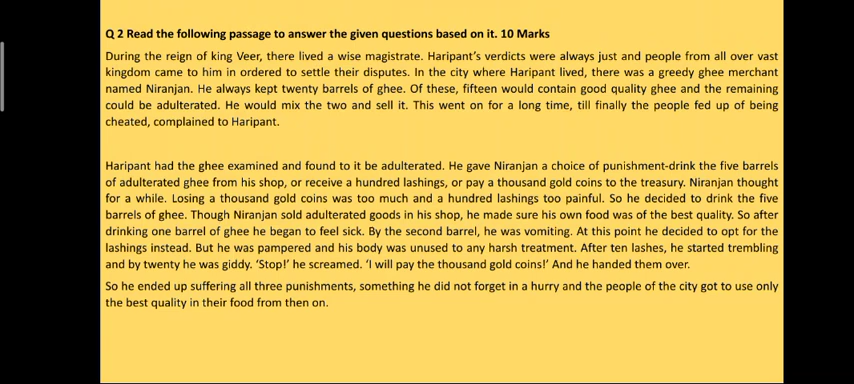 Q 2 Read the following passage to answer the given questions based on it. 10 Marks
During the reign of king Veer, there lived a wise magistrate. Haripant's verdicts were always just and people from all over vast
kingdom came to him in ordered to settle their disputes. In the city where Haripant lived, there was a greedy ghee merchant
named Niranjan. He always kept twenty barrels of ghee. Of these, fifteen would contain good quality ghee and the remaining
could be adulterated. He would mix the two and sell it. This went on for a long time, till finally the people fed up of being
cheated, complained to Haripant.
Haripant had the ghee examined and found to it be adulterated. He gave Niranjan a choice of punishment-drink the five barrels
of adulterated ghee from his shop, or receive a hundred lashings, or pay a thousand gold coins to the treasury. Niranjan thought
for a while. Losing a thousand gold coins was too much and a hundred lashings too painful. So he decided to drink the five
barrels of ghee. Though Niranjan sold adulterated goods in his shop, he made sure his own food was of the best quality. So after
drinking one barrel of ghee he began to feel sick. By the second barrel, he was vomiting. At this point he decided to opt for the
lashings instead. But he was pampered and his body was unused to any harsh treatment. After ten lashes, he started trembling
and by twenty he was giddy. 'Stop!' he screamed. 'I will pay the thousand gold coins!' And he handed them over.
So he ended up suffering all three punishments, something he did not forget in a hurry and the people of the city got to use only
the best quality in their food from then on.